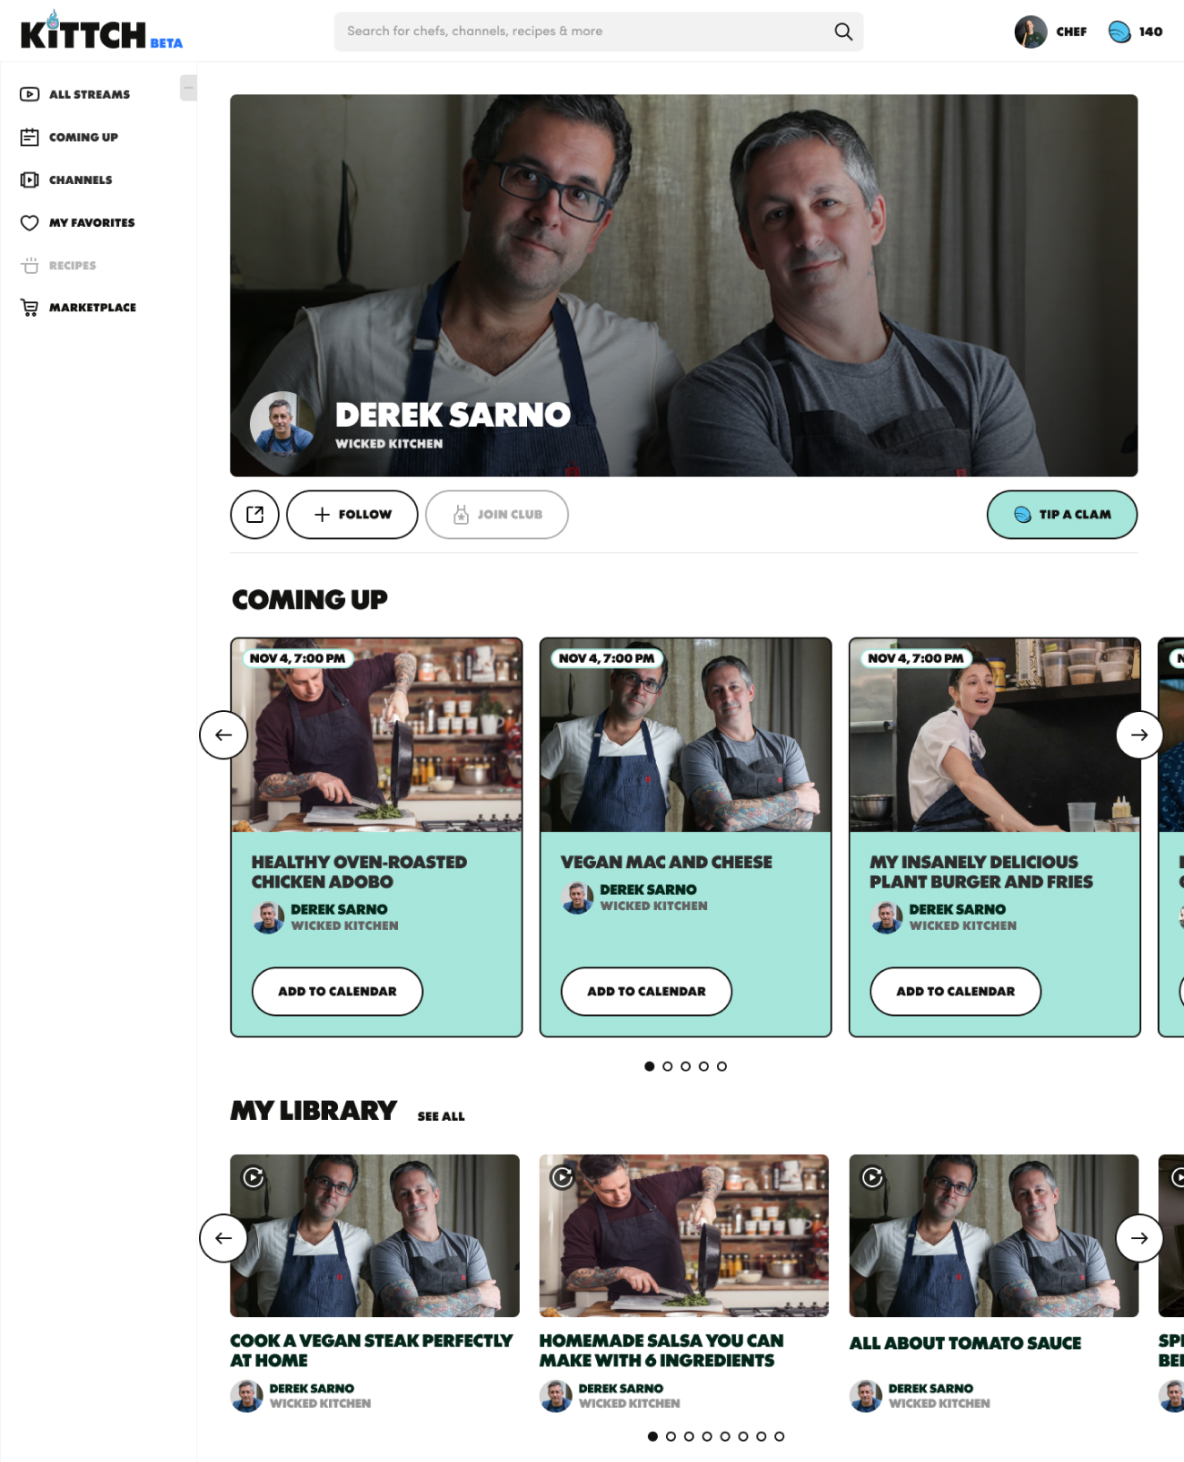 KiTTCH BETA
Search for chefs, channels, recipes & more
CHEF
140
ALL STREAMS
COMING UP
CHANNELS
MY FAVORITES
RECIPES
MARKETPLACE
DEREK SARNO
WICKED KITCHEN
FOLLOW
JOIN CLUB
TIP A CLAM
COMING UP
NOV 4, 7:00 PM
HEALTHY OVEN-ROASTED
CHICKEN ADOBO
DEREK SARNO
WICKED KITCHEN
ADD TO CALENDAR
NOV 4, 7:00 PM
VEGAN MAC AND CHEESE
DEREK SARNO
WICKED KITCHEN
ADD TO CALENDAR
NOV 4, 7:00 PM
MY INSANELY DELICIOUS
PLANT BURGER AND FRIES
DEREK SARNO
WICKED KITCHEN
ADD TO CALENDAR
MY LIBRARY
SEE ALL
COOK A VEGAN STEAK PERFECTLY
AT HOME
DEREK SARNO
WICKED KITCHEN
HOMEMADE SALSA YOU CAN
MAKE WITH 6 INGREDIENTS
DEREK SARNO
WICKED KITCHEN
ALL ABOUT TOMATO SAUCE
DEREK SARNO
WICKED KITCHEN